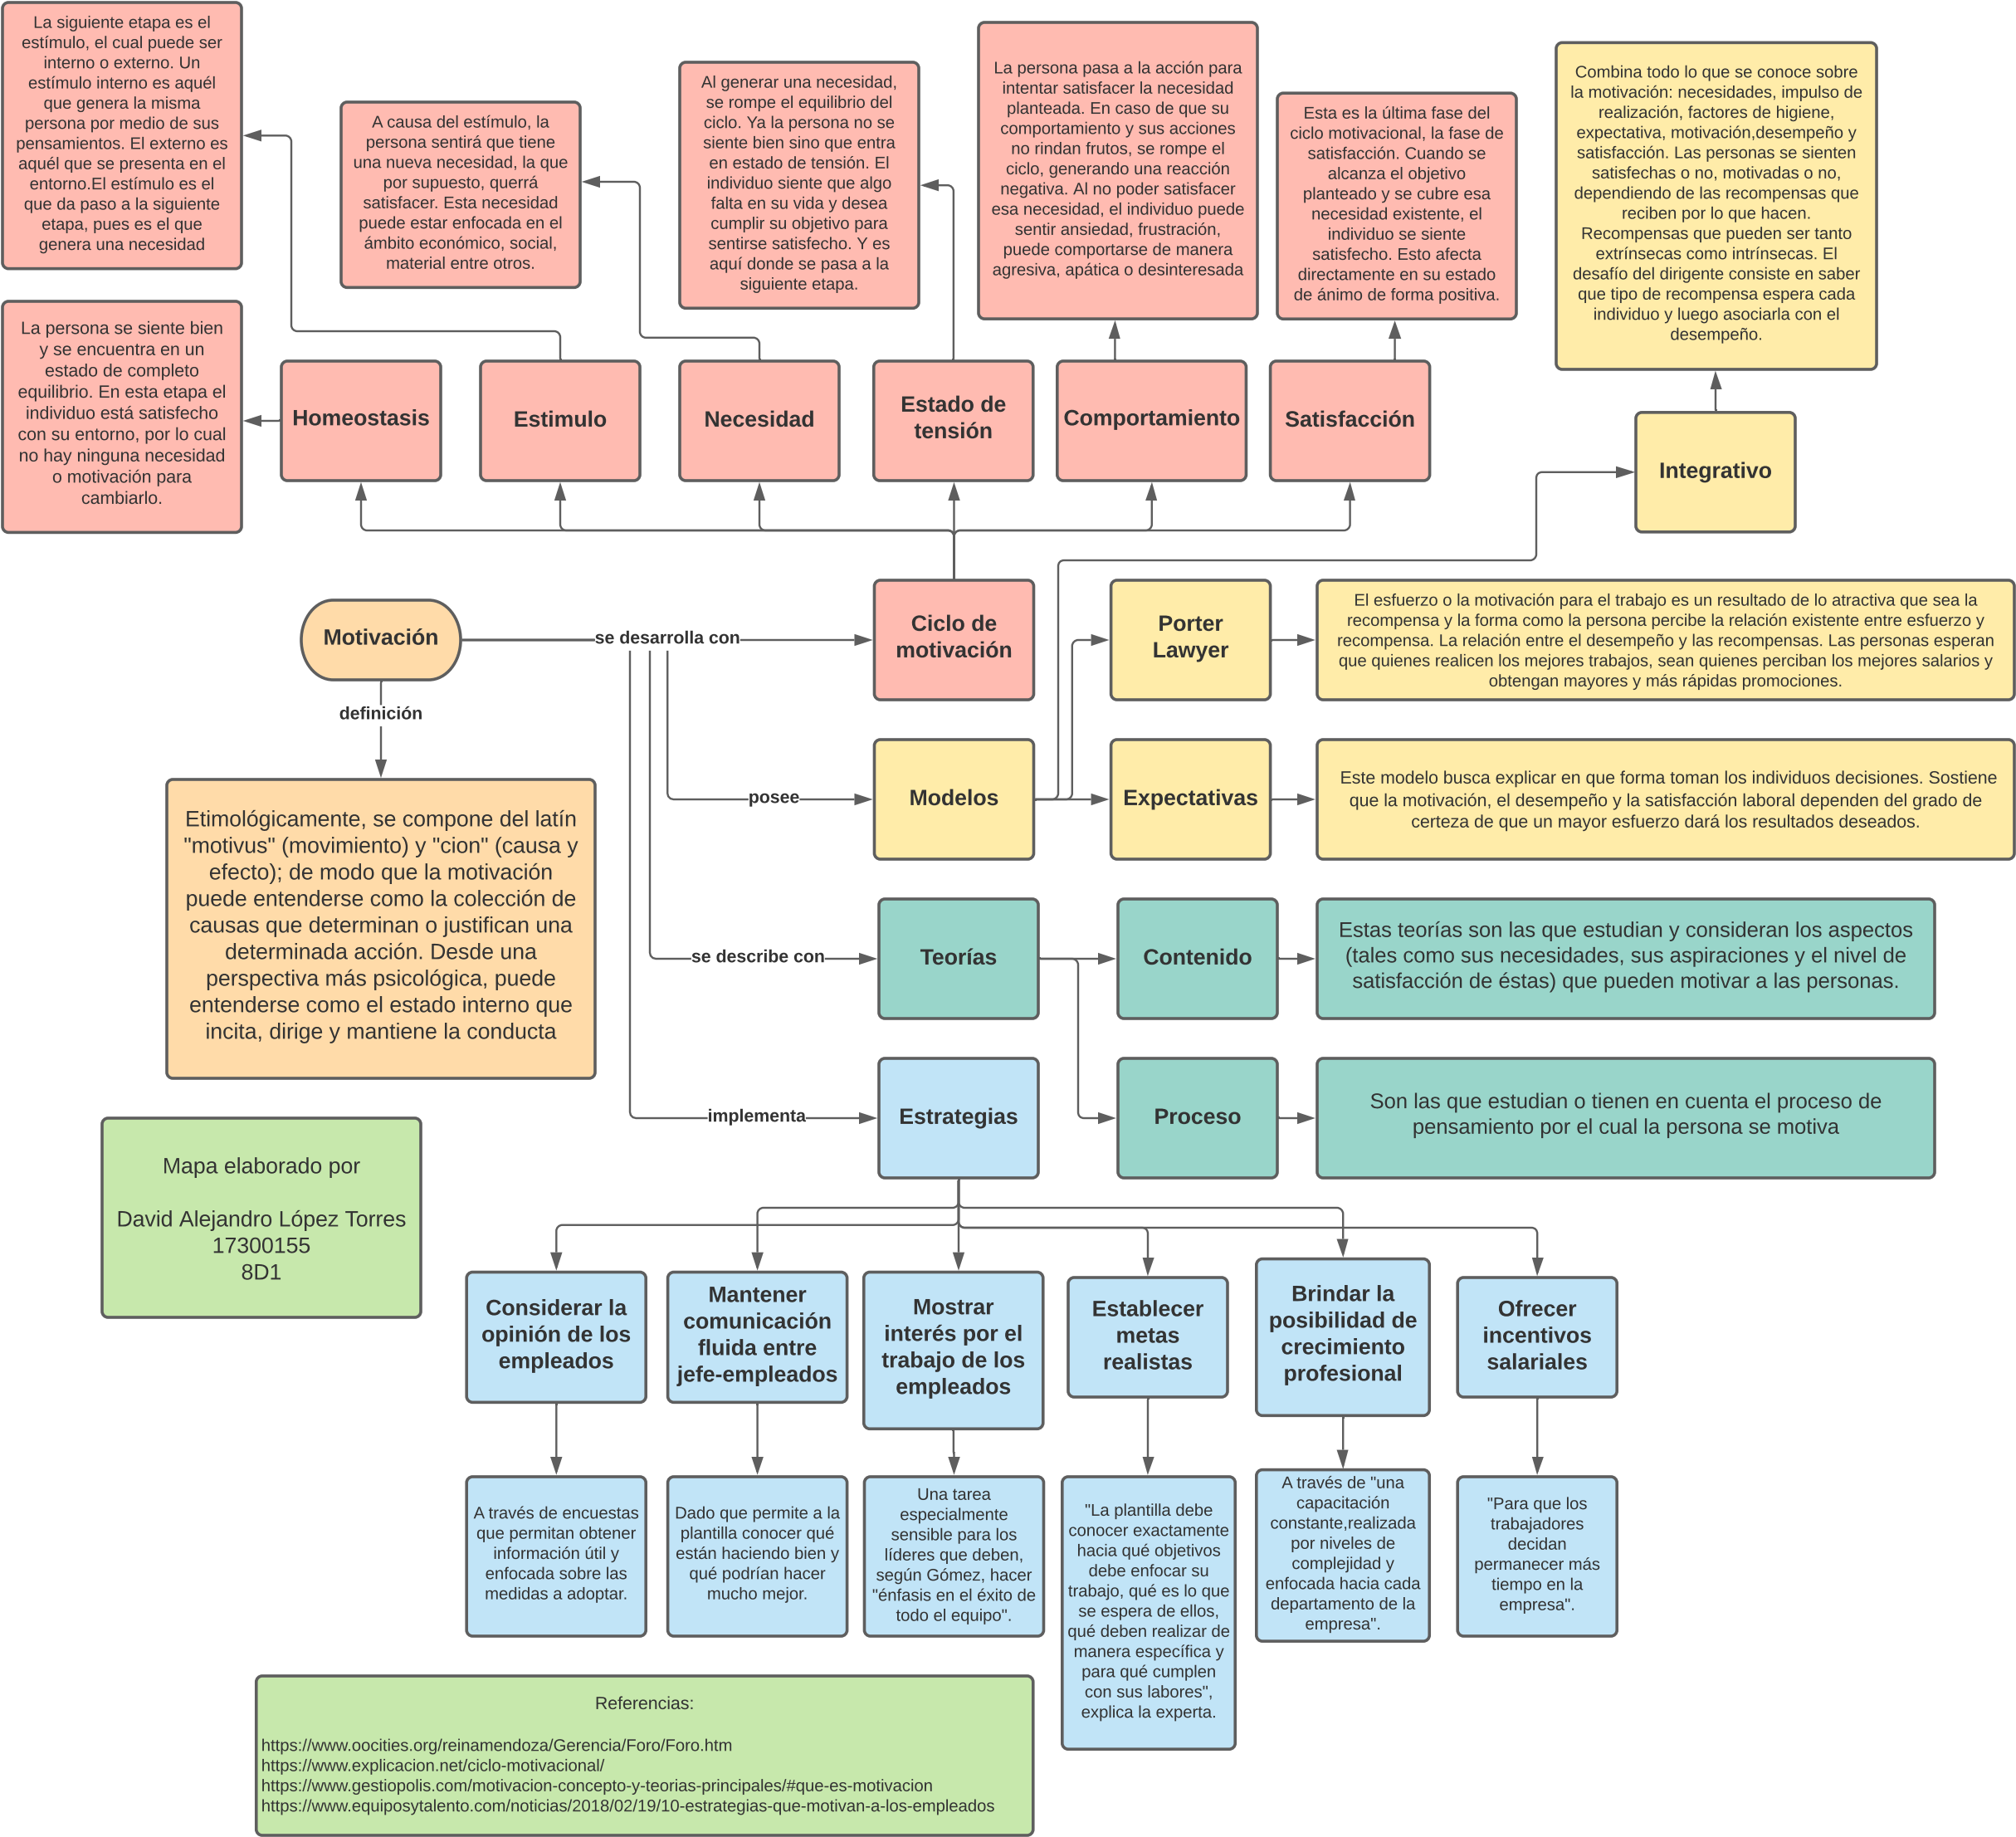 La siguiente etapa es el
estímulo, el cual puede ser
interno o externo. Un
estímulo interno es aquél
que genera la misma
persona por medio de sus
pensamientos. El externo es
aquél que se presenta en el
entorno.El estímulo es el
que da paso a la siguiente
etapa, pues es el que
genera una necesidad
A causa del estímulo, la
persona sentirá que tiene
una nueva necesidad, la que
por supuesto, querrá
satisfacer. Esta necesidad
puede estar enfocada en el
ámbito económico, social,
material entre otros.
Al generar una necesidad,
se rompe el equilibrio del
ciclo. Ya la persona no se
siente bien sino que entra
en estado de tensión. El
individuo siente que algo
falta en su vida y desea
cumplir su objetivo para
sentirse satisfecho. Y es
aquí donde se pasa a la
siguiente etapa.
La persona pasa a la acción para
intentar satisfacer la necesidad
planteada. En caso de que su
comportamiento y sus acciones
no rindan frutos, se rompe el
ciclo, generando una reacción
negativa. Al no poder satisfacer
esa necesidad, el individuo puede
sentir ansiedad, frustración,
puede comportarse de manera
agresiva, apática o desinteresada
Esta es la última fase del
ciclo motivacional, la fase de
satisfacción. Cuando se
alcanza el objetivo
planteado y se cubre esa
necesidad existente, el
individuo se siente
satisfecho. Esto afecta
directamente en su estado
de ánimo de forma positiva.
Combina todo lo que se conoce sobre
la motivación: necesidades, impulso de
realización, factores de higiene,
expectativa, motivación,desempeño y
satisfacción. Las personas se sienten
satisfechas o no, motivadas o no,
dependiendo de las recompensas que
reciben por lo que hacen.
Recompensas que pueden ser tanto
extrínsecas como intrínsecas. El
desafío del dirigente consiste en saber
que tipo de recompensa espera cada
individuo y luego asociarla con el
desempeño.
La persona se siente bien
y se encuentra en un
estado de completo
equilibrio. En esta etapa el
individuo está satisfecho
con su entorno, por lo cual
no hay ninguna necesidad
o motivación para
cambiarlo.
Homeostasis
Estimulo
Necesidad
Estado de
tensión
Comportamiento
Satisfacción
Integrativo
Motivación
se desarrolla con
Ciclo de
motivación
Porter
Lawyer
El esfuerzo o la motivación para el trabajo es un resultado de lo atractiva que sea la
recompensa y la forma como la persona percibe la relación existente entre esfuerzo y
recompensa. La relación entre el desempeño y las recompensas. Las personas esperan
que quienes realicen los mejores trabajos, sean quienes perciban los mejores salarios y
obtengan mayores y más rápidas promociones.
definición
posee
Modelos
Expectativas
Este modelo busca explicar en que forma toman los individuos decisiones. Sostiene
que la motivación, el desempeño y la satisfacción laboral dependen del grado de
certeza de que un mayor esfuerzo dará los resultados deseados.
Etimológicamente, se compone del latín
"motivus" (movimiento) y "cion" (causa y
efecto); de modo que la motivación
puede entenderse como la colección de
causas que determinan o justifican una
determinada acción. Desde una
perspectiva más psicológica, puede
entenderse como el estado interno que
incita, dirige y mantiene la conducta
se describe con
Teorías
Contenido
Estas teorías son las que estudian y consideran los aspectos
(tales como sus necesidades, sus aspiraciones y el nivel de
satisfacción de éstas) que pueden motivar a las personas.
implementa
Estrategias
Proceso
Son las que estudian o tienen en cuenta el proceso de
pensamiento por el cual la persona se motiva
Mapa elaborado por
David Alejandro López Torres
17300155
8D1
Considerar la
opinión de los
empleados
Mantener
comunicación
fluida entre
jefe-empleados
Mostrar
interés por el
trabajo de los
empleados
Establecer
metas
realistas
Brindar la
posibilidad de
crecimiento
profesional
Ofrecer
incentivos
salariales
A través de encuestas
que permitan obtener
información útil y
enfocada sobre las
medidas a adoptar.
Dado que permite a la
plantilla conocer qué
están haciendo bien y
qué podrían hacer
mucho mejor.
Una tarea
especialmente
sensible para los
líderes que deben,
según Gómez, hacer
"énfasis en el éxito de
todo el equipo".
"La plantilla debe
conocer exactamente
hacia qué objetivos
debe enfocar su
trabajo, qué es lo que
se espera de ellos,
qué deben realizar de
manera específica y
para qué cumplen
con sus labores",
explica la experta.
A través de "una
capacitación
constante,realizada
por niveles de
complejidad y
enfocada hacia cada
departamento de la
empresa".
"Para que los
trabajadores
decidan
permanecer más
tiempo en la
empresa".
Referencias:
https://www.oocities.org/reinamendoza/Gerencia/Foro/Foro.htm
https://www.explicacion.net/ciclo-motivacional/
https://www.gestiopolis.com/motivacion-concepto-y-teorias-principales/#que-es-motivacion
https://www.equiposytalento.com/noticias/2018/02/19/10-estrategias-que-motivan-a-los-empleados